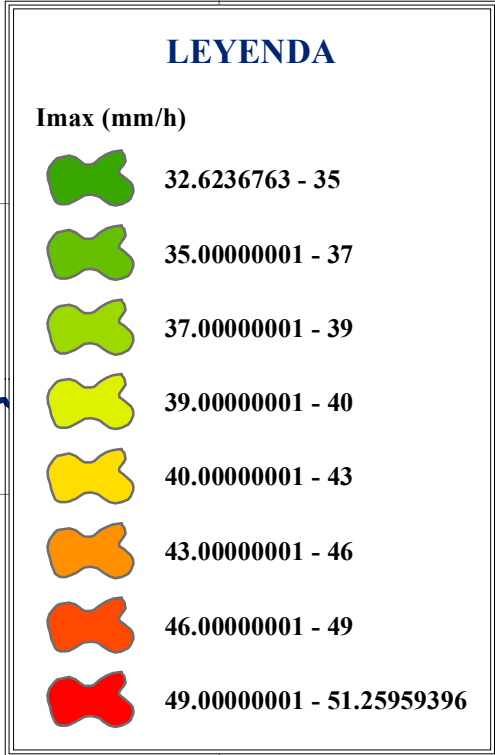 LEYENDA
Imax (mm/h)
32.6236763 - 35
35.00000001 - 37
37.00000001 - 39
39.00000001 - 40
40.00000001 - 43
43.00000001 - 46
46.00000001 - 49
49.00000001 - 51.25959396